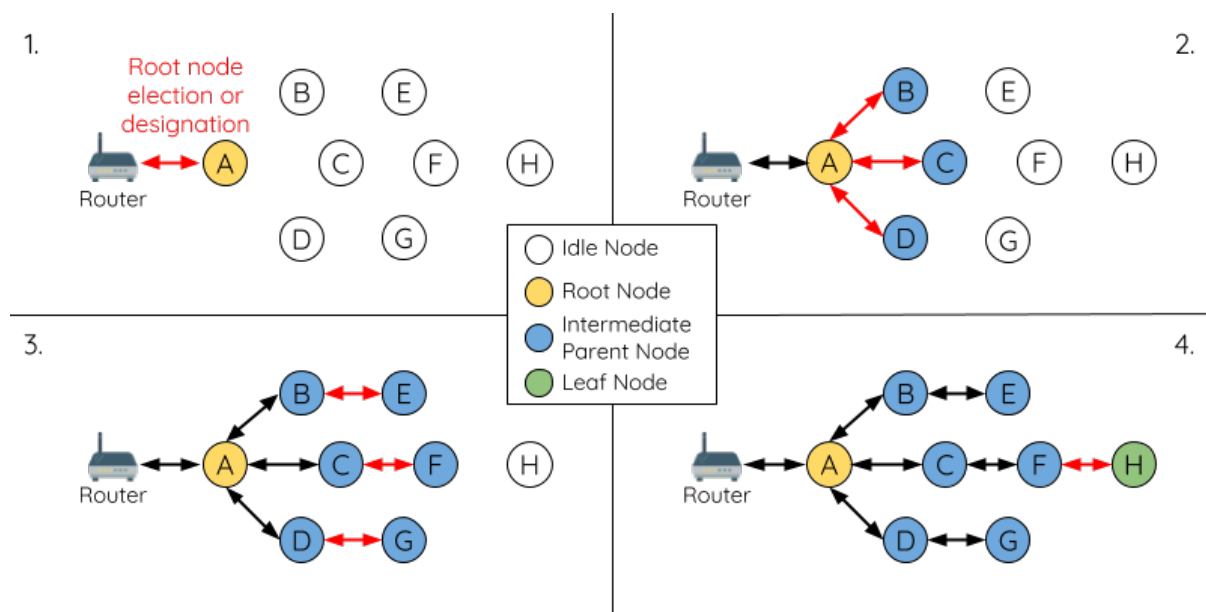 1.
Root node
election or
designation
Router
A
B
E
C
F
H
D
G
2.
Router
A
B
E
C
F
H
D
G
Idle Node
Root Node
Intermediate
Parent Node
Leaf Node
3.
Router
A
B
E
C
F
H
D
G
4.
Router
A
B
E
C
F
H
D
G